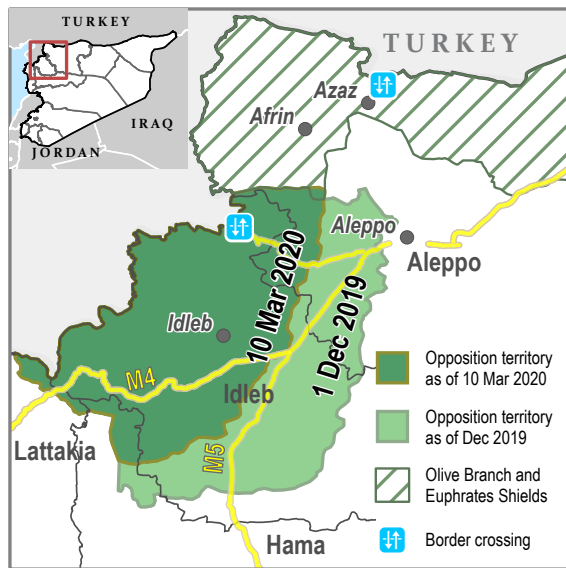 TURKEY
IRAQ
JORDAN
TURKEY
Azaz
Afrin
Aleppo
Aleppo
10 Mar 2020
1 Dec 2019
Idleb
M4
Idleb
M5
Lattakia
Hama
Opposition territory
as of 10 Mar 2020
Opposition territory
as of Dec 2019
Olive Branch and
Euphrates Shields
Border crossing